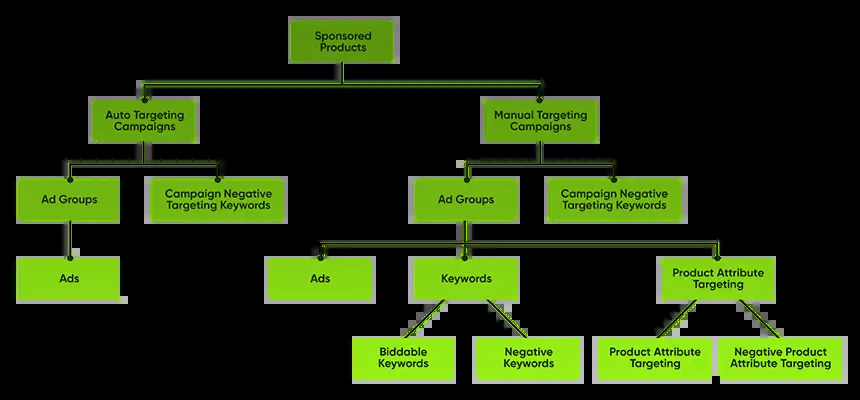 Sponsored
Products
Auto Targeting
Campaigns
Manual Targeting
Campaigns
Ad Groups
Campaign Negative
Targeting Keywords
Ad Groups
Campaign Negative
Targeting Keywords
Ads
Ads
Keywords
Product Attribute
Targeting
Biddable
Keywords
Negative
Keywords
Product Attribute
Targeting
Negative Product
Attribute Targeting